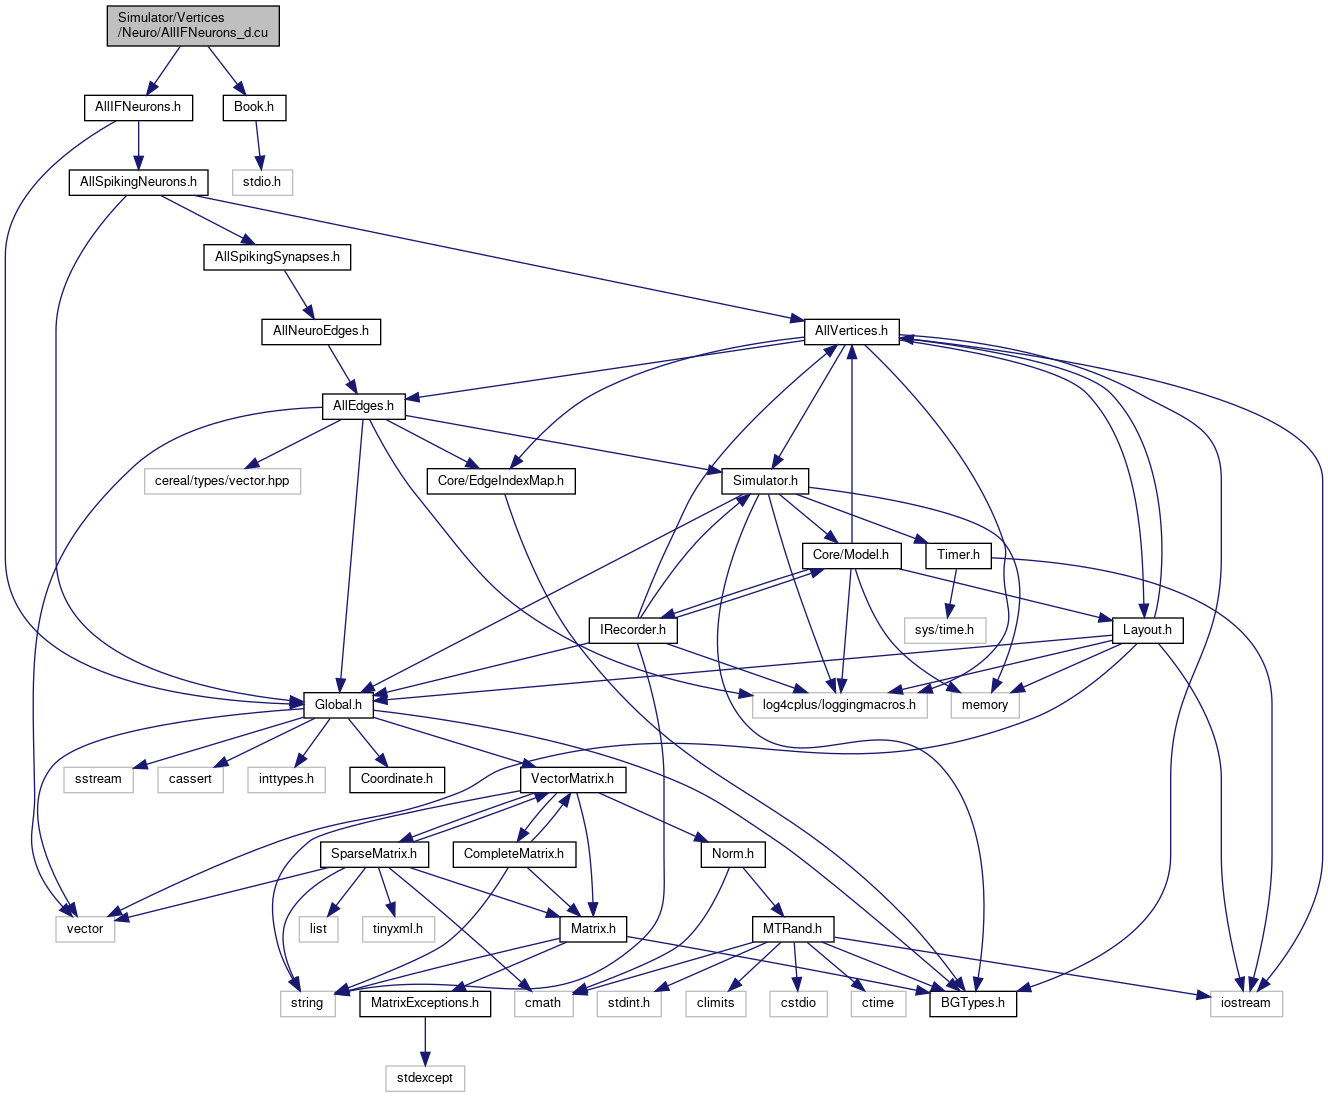 Simulator/Vertices
/Neuro/AllIFNeurons_d.cu
AllIFNeurons.h
Book.h
AllSpikingNeurons.h
stdio.h
AllSpikingSynapses.h
AllNeuroEdges.h
AllVertices.h
AllEdges.h
cereal/types/vector.hpp
Core/EdgeIndexMap.h
Simulator.h
Core/Model.h
Timer.h
IRecorder.h
sys/time.h
Layout.h
Global.h
log4cplus/loggingmacros.h
memory
sstream
cassert
inttypes.h
Coordinate.h
VectorMatrix.h
SparseMatrix.h
CompleteMatrix.h
Norm.h
vector
list
tinyxml.h
Matrix.h
MTRand.h
string
MatrixExceptions.h
cmath
stdint.h
climits
cstdio
ctime
BGTypes.h
iostream
stdexcept